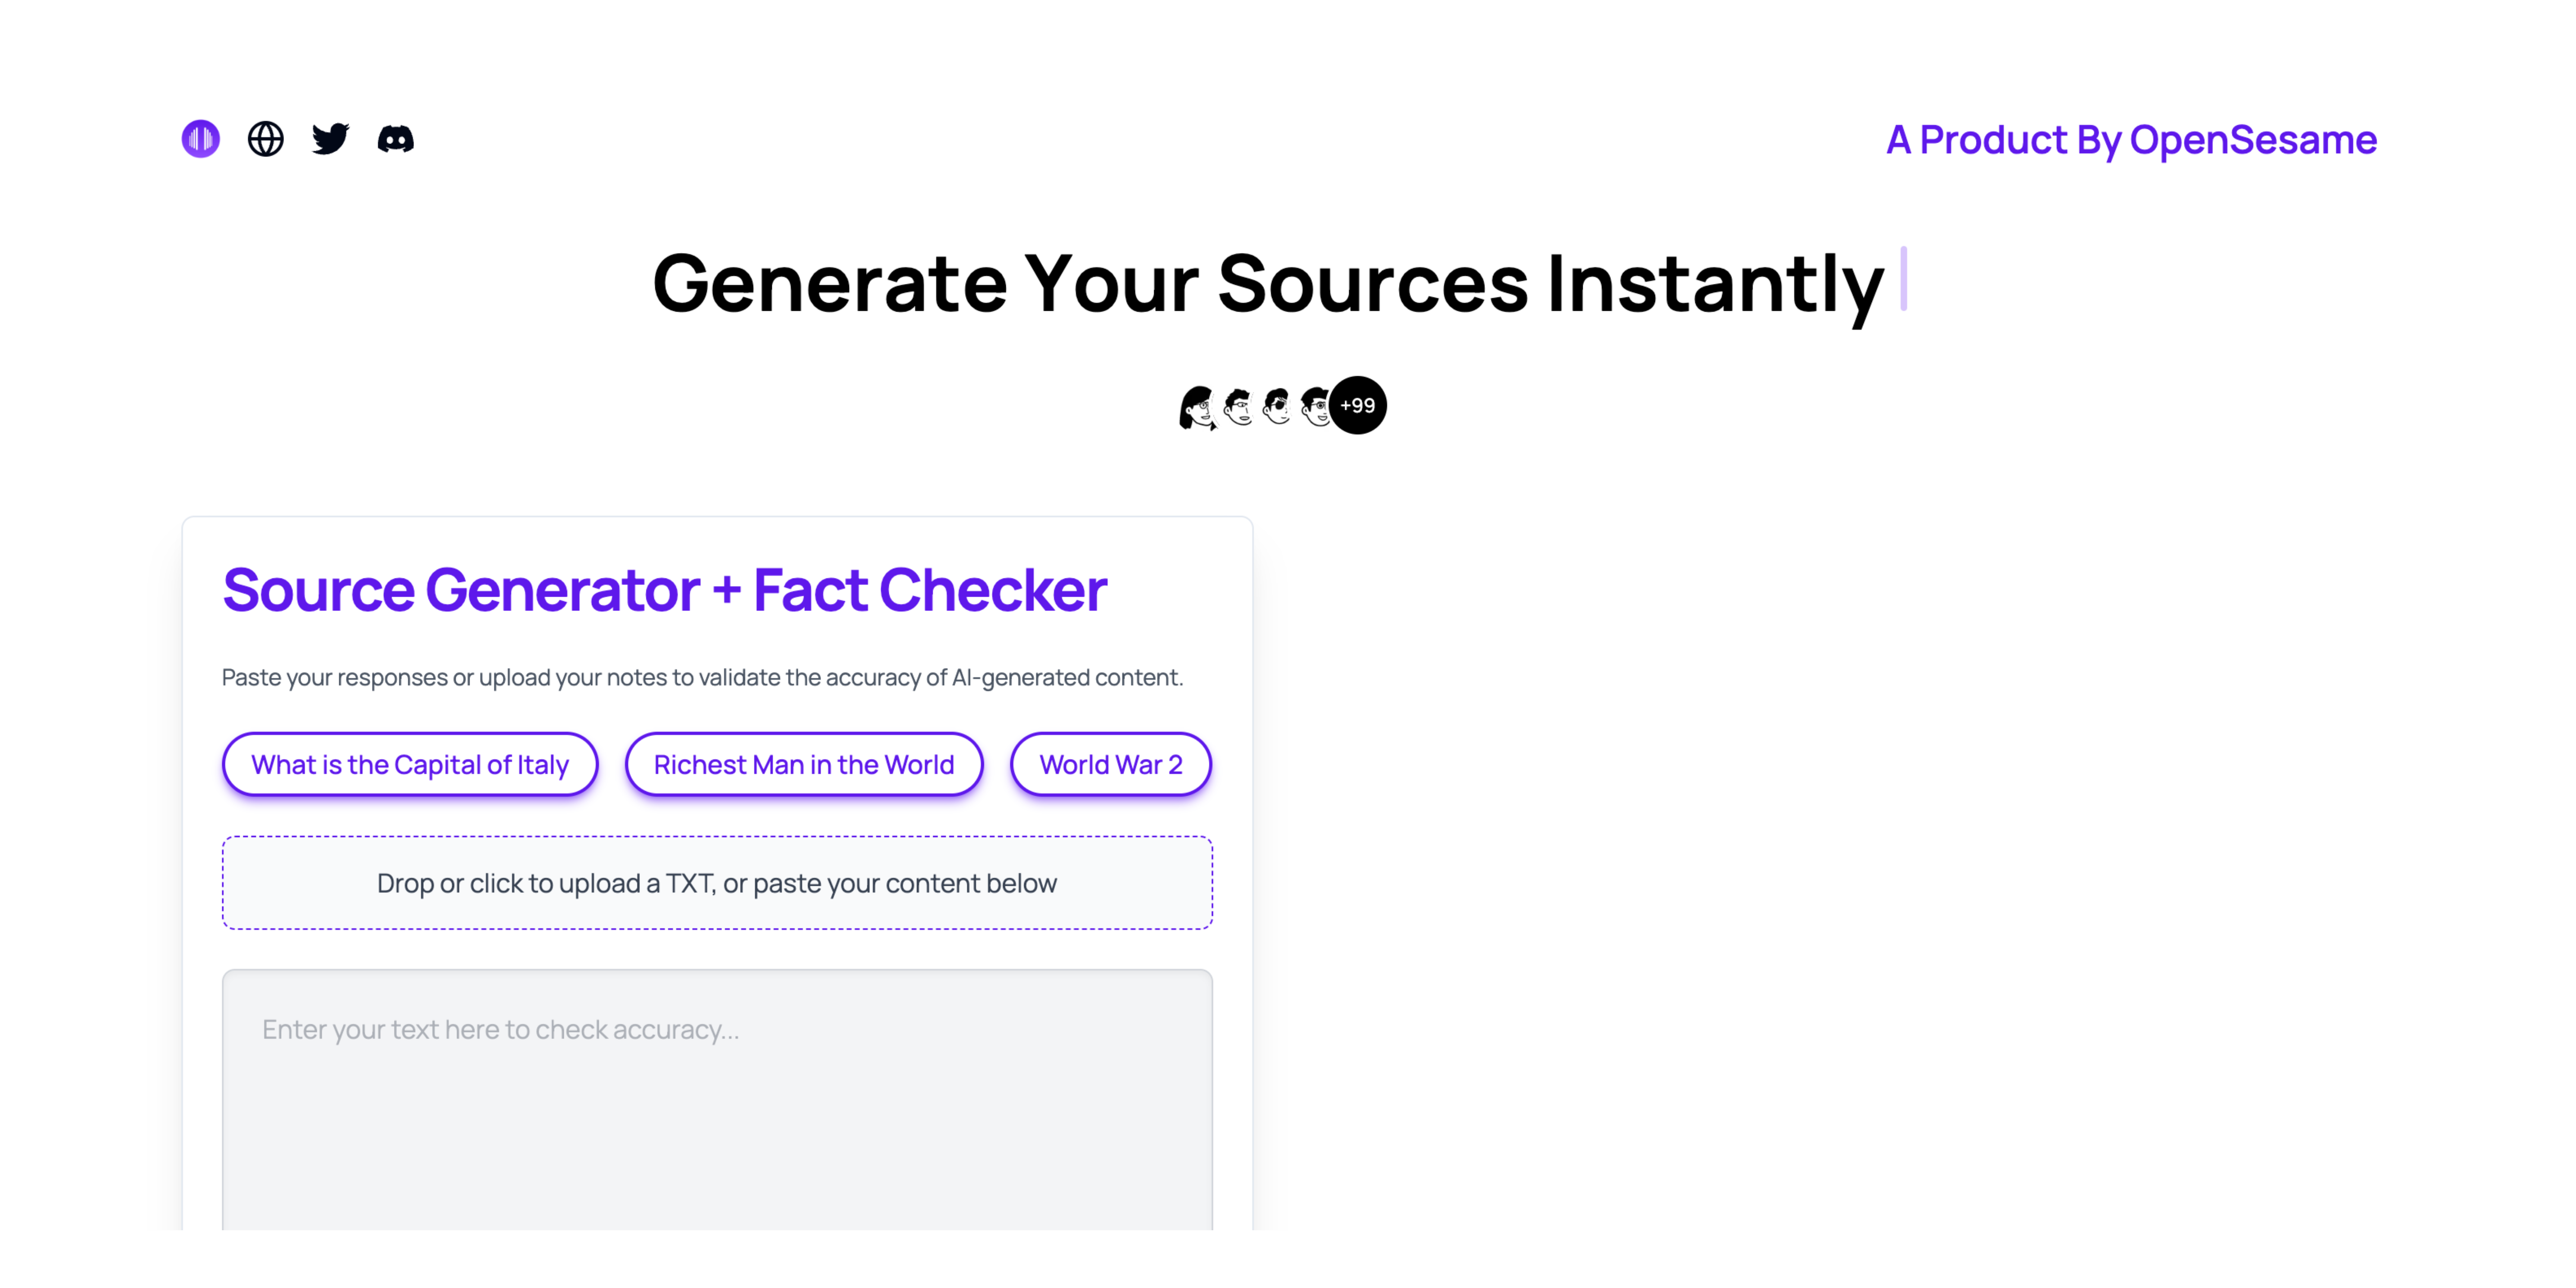 A Product By OpenSesame
Generate Your Sources Instantly
+99
Source Generator + Fact Checker
Paste your responses or upload your notes to validate the accuracy of AI-generated content.
What is the Capital of Italy
Richest Man in the World
World War 2
Drop or click to upload a TXT, or paste your content below
Enter your text here to check accuracy...